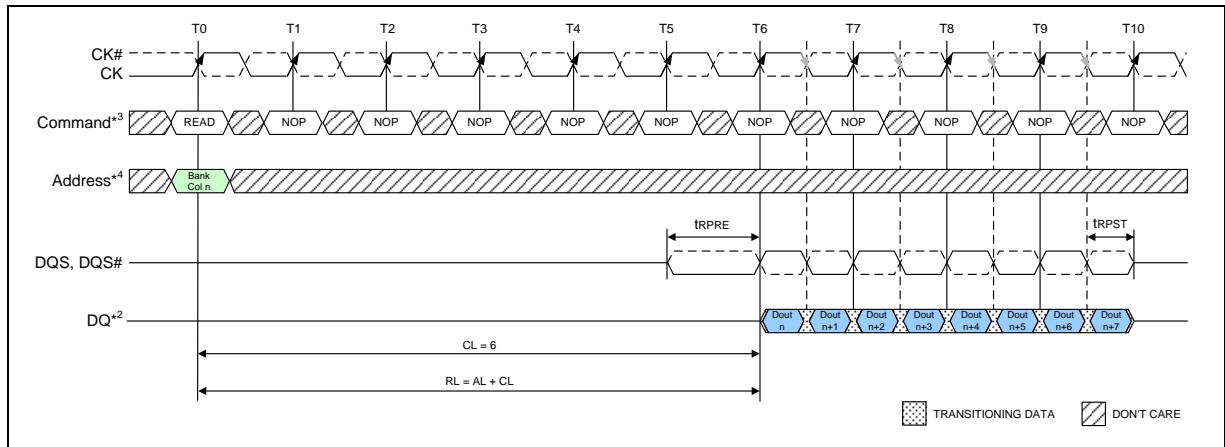 T0 T1 T2 T3 T4 T5 T6 T7 T8 T9 T10
CK#
CK
Command*3 READ NOP NOP NOP NOP NOP NOP NOP NOP NOP NOP
Address*4 Bank
Col n
tRPRE tRPST
DQS, DQS#
DQ*2 Dout Dout Dout Dout Dout Dout Dout Dout
n n+1 n+2 n+3 n+4 n+5 n+6 n+7
CL = 6
RL = AL + CL
TRANSITIONING DATA DON'T CARE